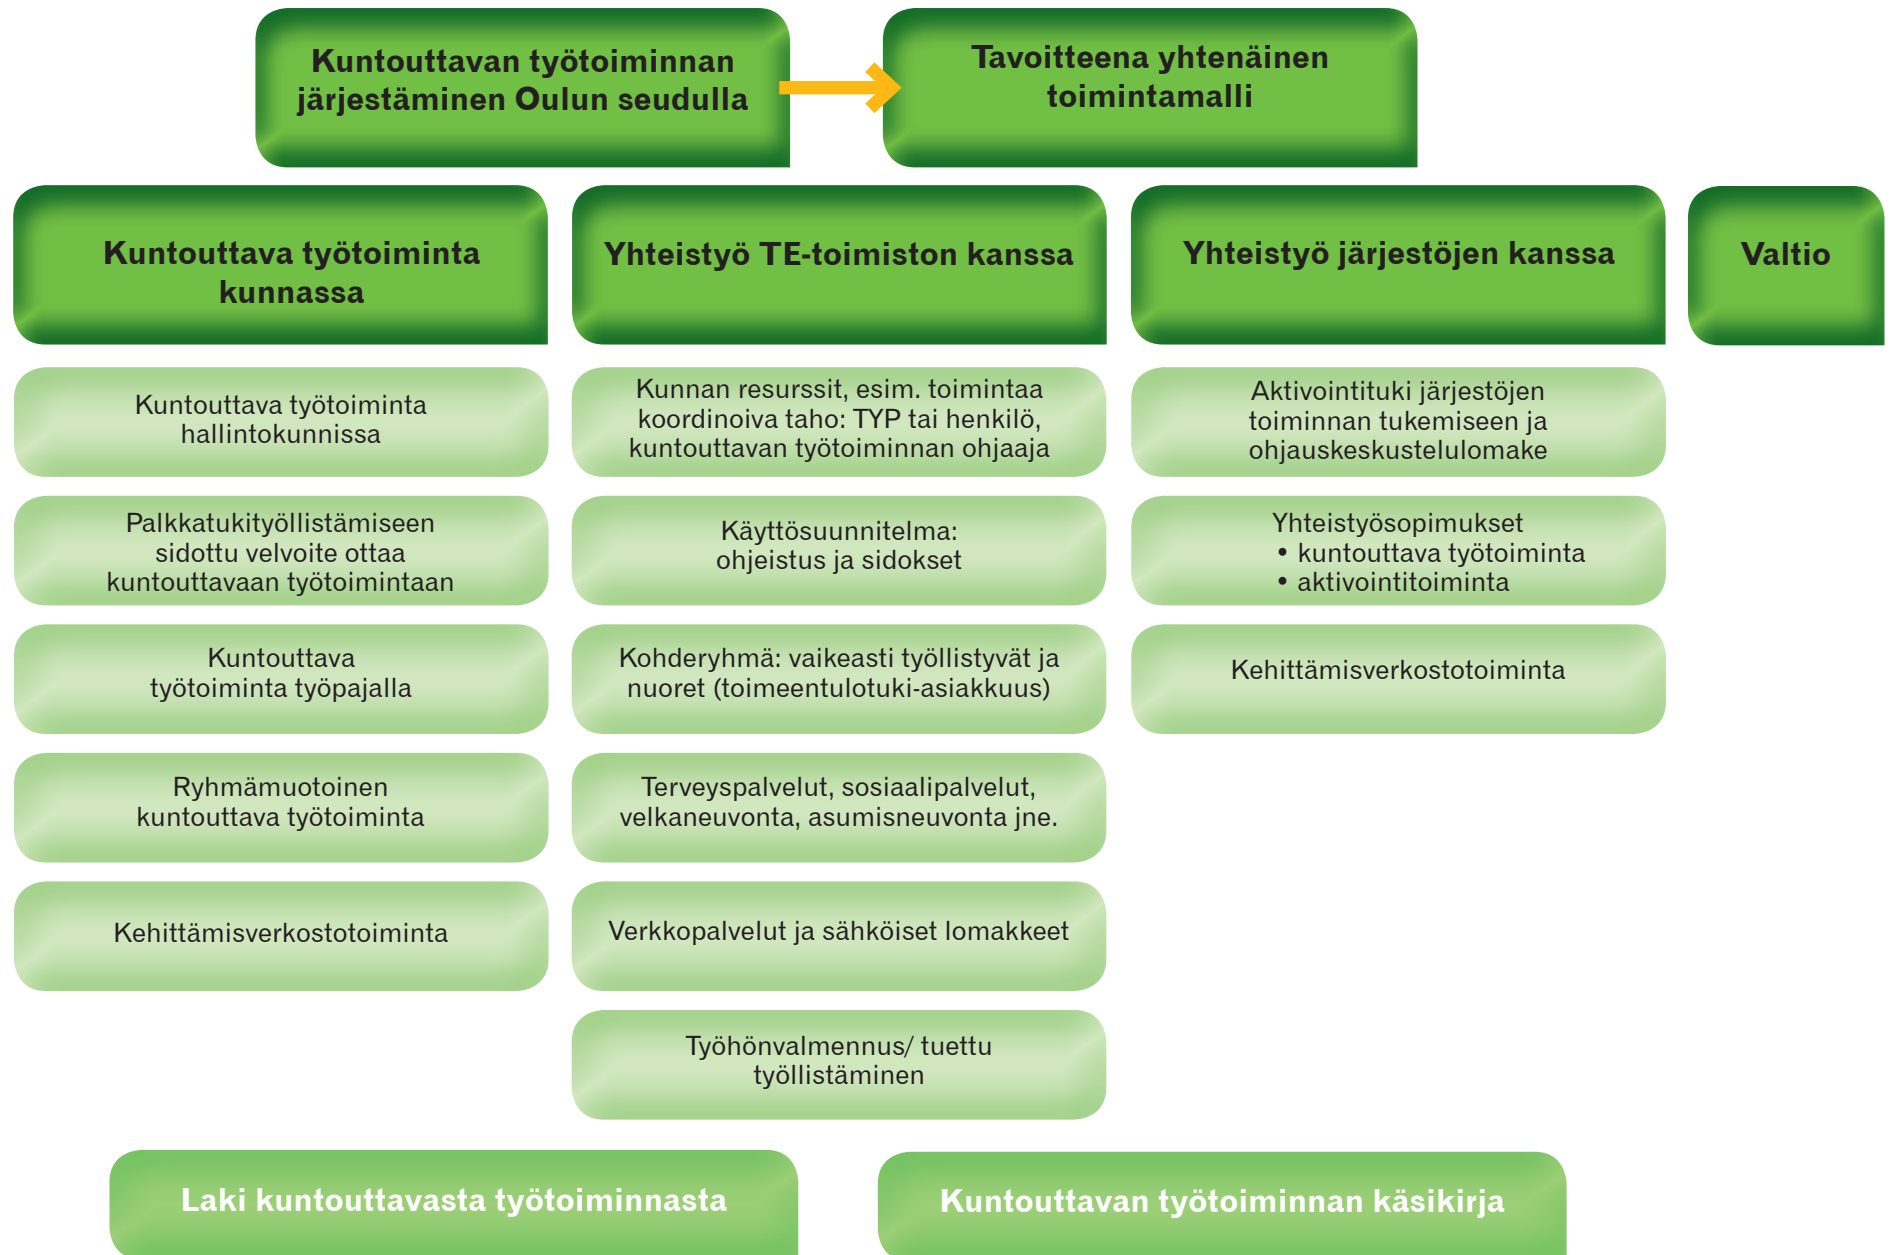 Kuntouttavan työtoiminnan
järjestäminen Oulun seudulla
Tavoitteena yhtenäinen
toimintamalli
Kuntouttava työtoiminta
kunnassa
Kuntouttava työtoiminta
hallintokunnissa
Palkkatukityöllistämiseen
sidottu velvoite ottaa
kuntouttavaan työtoimintaan
Kuntouttava
työtoiminta työpajalla
Ryhmämuotoinen
kuntouttava työtoiminta
Kehittämisverkostotoiminta
Yhteistyö TE-toimiston kanssa
Kunnan resurssit, esim. toimintaa
koordinoiva taho: TYP tai henkilö,
kuntouttavan työtoiminnan ohjaaja
Käyttösuunnitelma:
ohjeistus ja sidokset
Kohderyhmä: vaikeasti työllistyvät ja
nuoret (toimeentulotuki-asiakkuus)
Terveyspalvelut, sosiaalipalvelut,
velkaneuvonta, asumisneuvonta jne.
Verkkopalvelut ja sähköiset lomakkeet
Työhönvalmennus/ tuettu
työllistäminen
Yhteistyö järjestöjen kanssa
Aktivointituki järjestöjen
toiminnan tukemiseen ja
ohjauskeskustelulomake
Yhteistyösopimukset
• kuntouttava työtoiminta
• aktivointitoiminta
Kehittämisverkostotoiminta
Valtio
Laki kuntouttavasta työtoiminnasta
Kuntouttavan työtoiminnan käsikirja